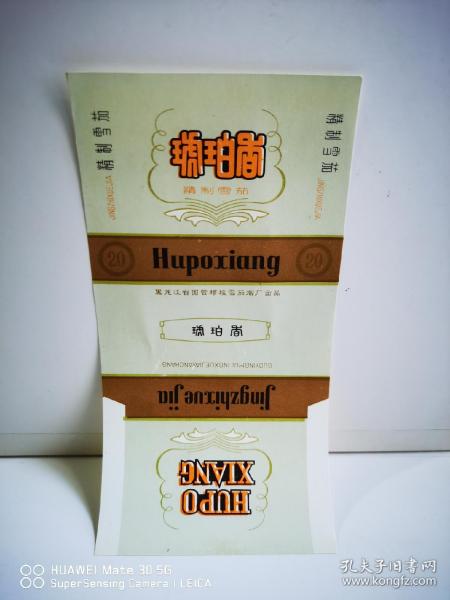 琥珀香
精制雪茄
精制雪茄
JINGZHIXUEJIA
精制雪茄
JINGZHIXUEJIA
20
Hupoxiang
20
琥珀香
Jingzhixue jia
HUPO
XIANG
HUAWEI Mate 30 5G
SuperSensing Camera | LEICA
孔夫子旧书网
www.kongfz.com